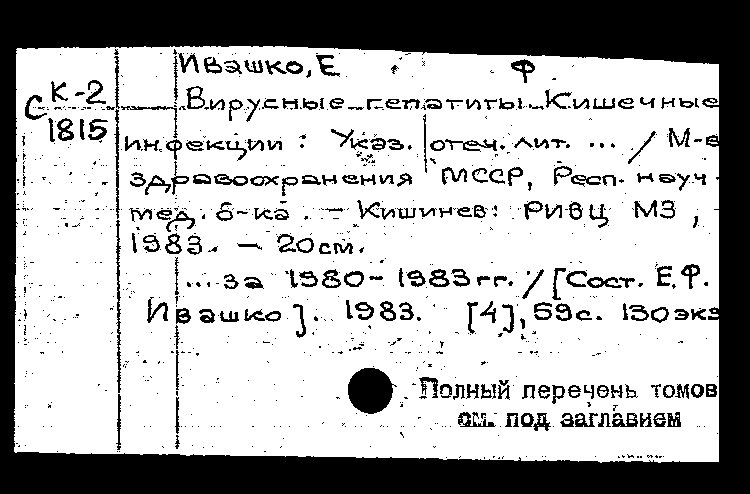 Ивашко, Е Ф
С К-2
1815
Вирусные гепатиты. Кишечные
инфекции : Указ. отеч. лит. ... / М-в
здравоохранения МССР, Респ. науч.
мед. б-ка. — Кишинев: РИВЦ МЗ ,
1983. — 20см.
... за 1980-1983гг. / [Сост. Е.Ф.
Ивашко]. 1983. [4], 59с. 130экз
Полный перечень томов
см. под заглавием